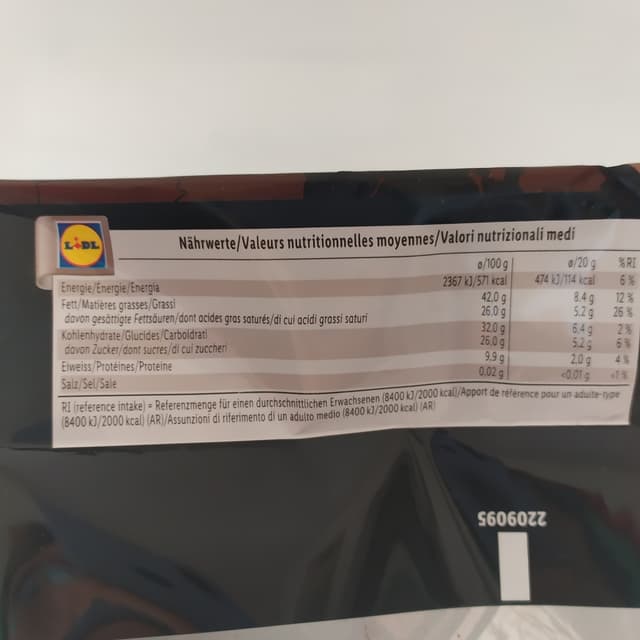 LIDL
Nährwerte/Valeurs nutritionnelles moyennes/Valori nutrizionali medi
ø/100 g ø/20 g %RI
Energie/Energie/Energia 2367 kJ/571 kcal 474 kJ/114 kcal 6 %
Fett/Matières grasses/Grassi 42,0 g 8,4 g 12 %
davon gesättigte Fettsäuren/dont acides gras saturés/di cui acidi grassi saturi 26,0 g 5,2 g 26 %
Kohlenhydrate/Glucides/Carboidrati 32,0 g 6,4 g 2 %
davon Zucker/dont sucres/di cui zuccheri 26,0 g 5,2 g 6 %
Eiweiss/Protéines/Proteine 9,9 g 2,0 g 4 %
Salz/Sel/Sale 0,02 g <0,01 g <1 %
RI (reference intake) = Referenzmenge für einen durchschnittlichen Erwachsenen (8400 kJ/2000 kcal)/Apport de référence pour un adulte-type
(8400 kJ/2000 kcal) (AR)/Assunzioni di riferimento di un adulto medio (8400 kJ/2000 kcal) (AR)
2209095